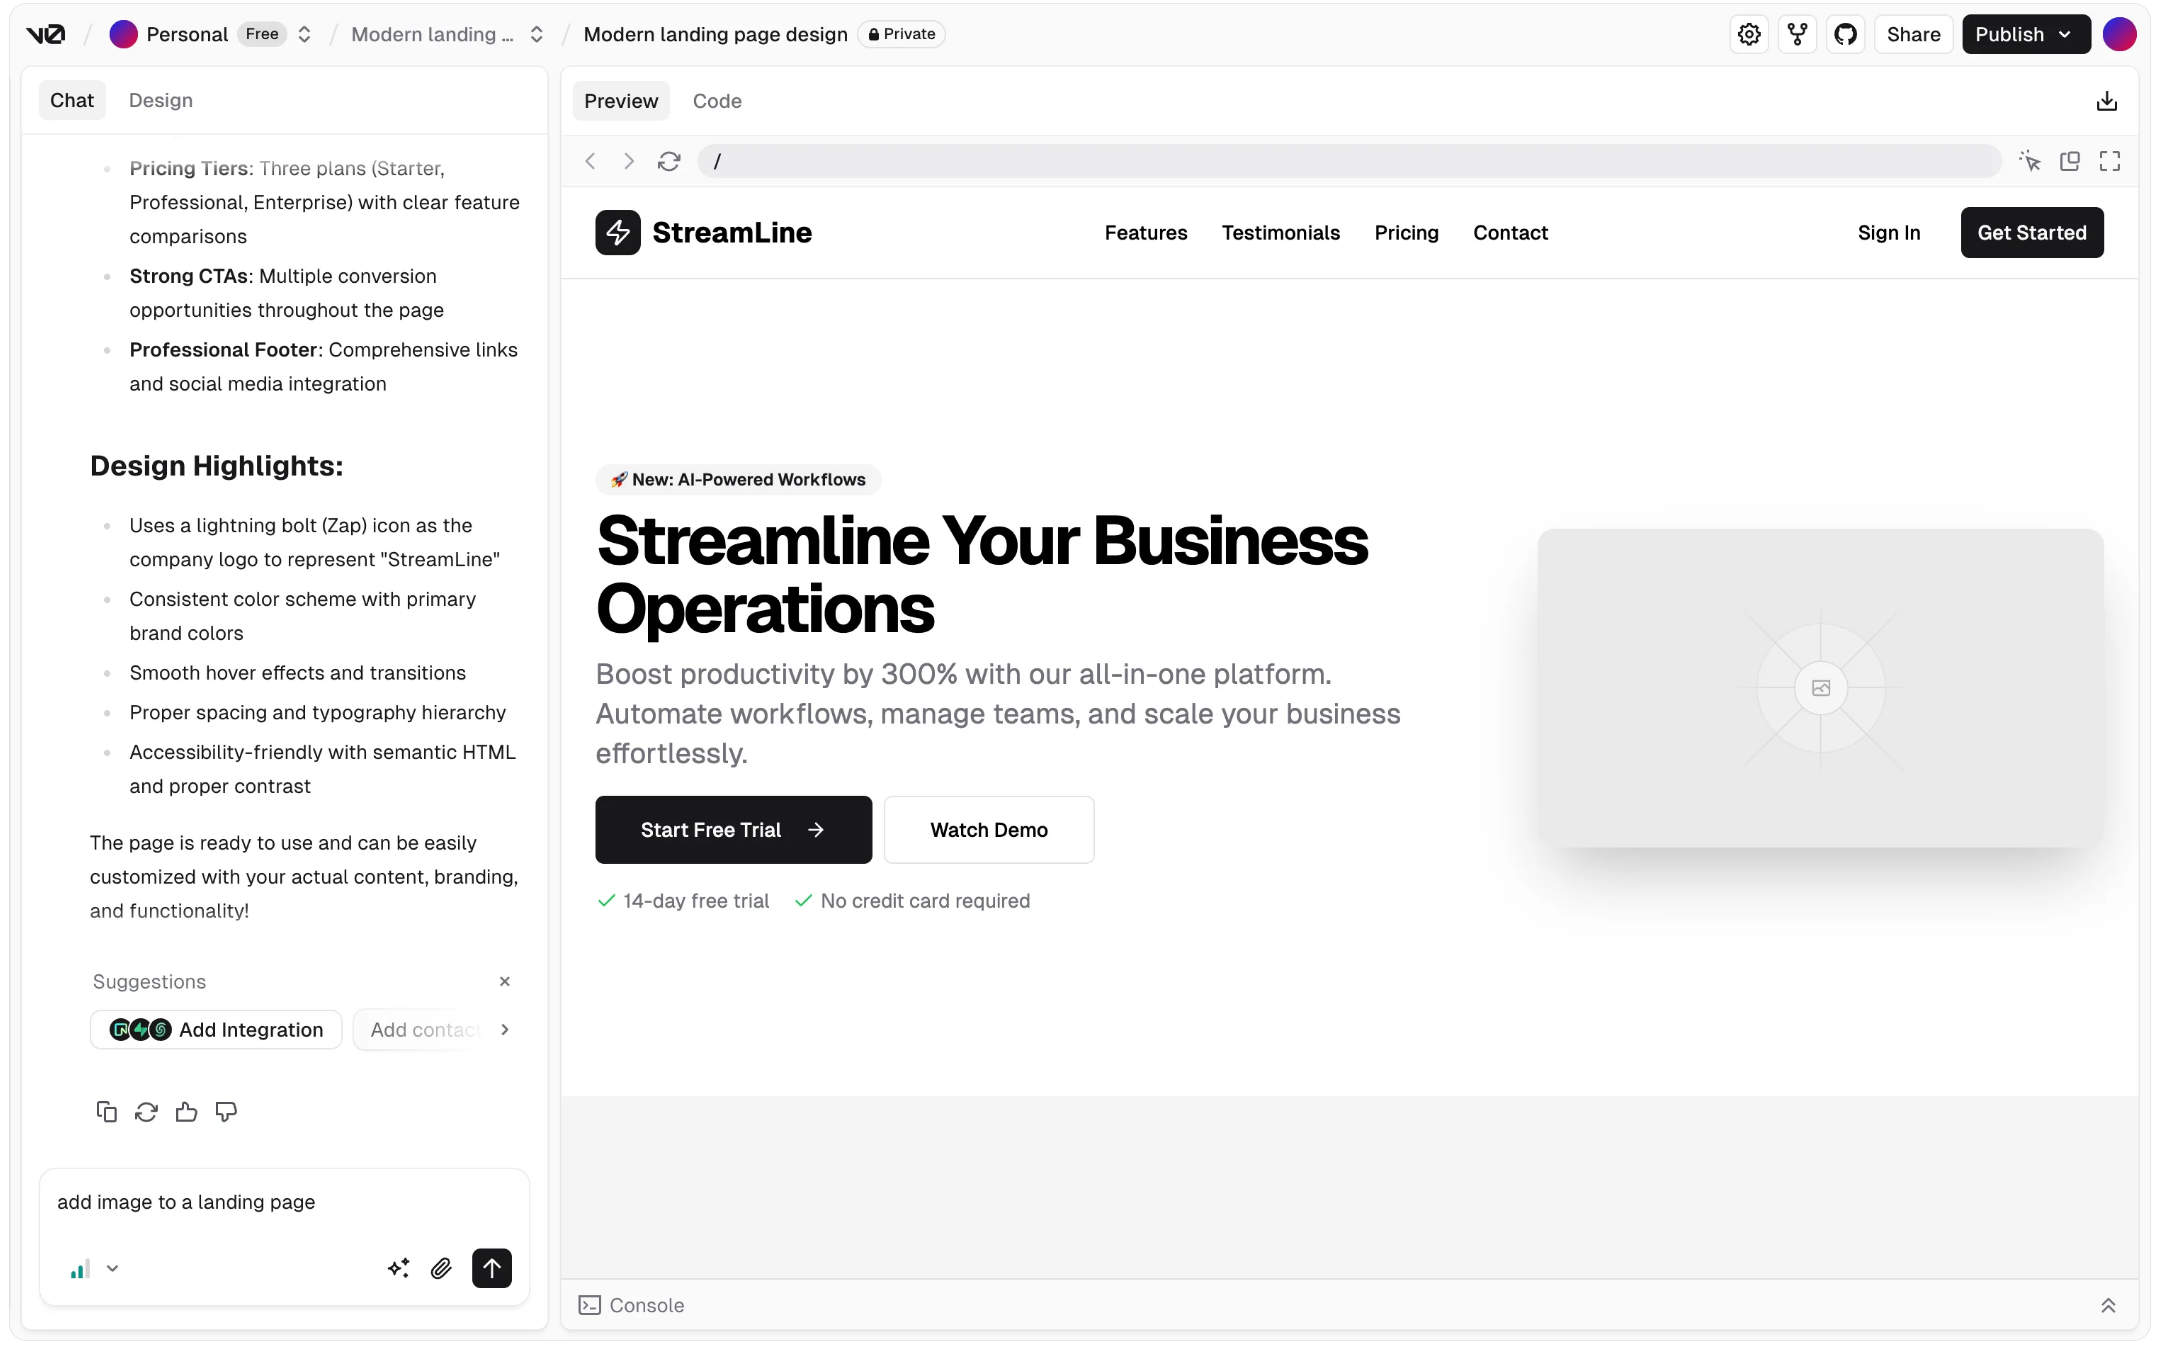 v0 / Personal Free / Modern landing ... / Modern landing page design Private
Share Publish
Chat Design
Pricing Tiers: Three plans (Starter,
Professional, Enterprise) with clear feature
comparisons
Strong CTAs: Multiple conversion
opportunities throughout the page
Professional Footer: Comprehensive links
and social media integration
Design Highlights:
Uses a lightning bolt (Zap) icon as the
company logo to represent "StreamLine"
Consistent color scheme with primary
brand colors
Smooth hover effects and transitions
Proper spacing and typography hierarchy
Accessibility-friendly with semantic HTML
and proper contrast
The page is ready to use and can be easily
customized with your actual content, branding,
and functionality!
Suggestions
Add Integration Add contac
add image to a landing page
Preview Code
/
StreamLine
Features Testimonials Pricing Contact
Sign In Get Started
🚀 New: AI-Powered Workflows
Streamline Your Business
Operations
Boost productivity by 300% with our all-in-one platform.
Automate workflows, manage teams, and scale your business
effortlessly.
Start Free Trial → Watch Demo
14-day free trial No credit card required
Console